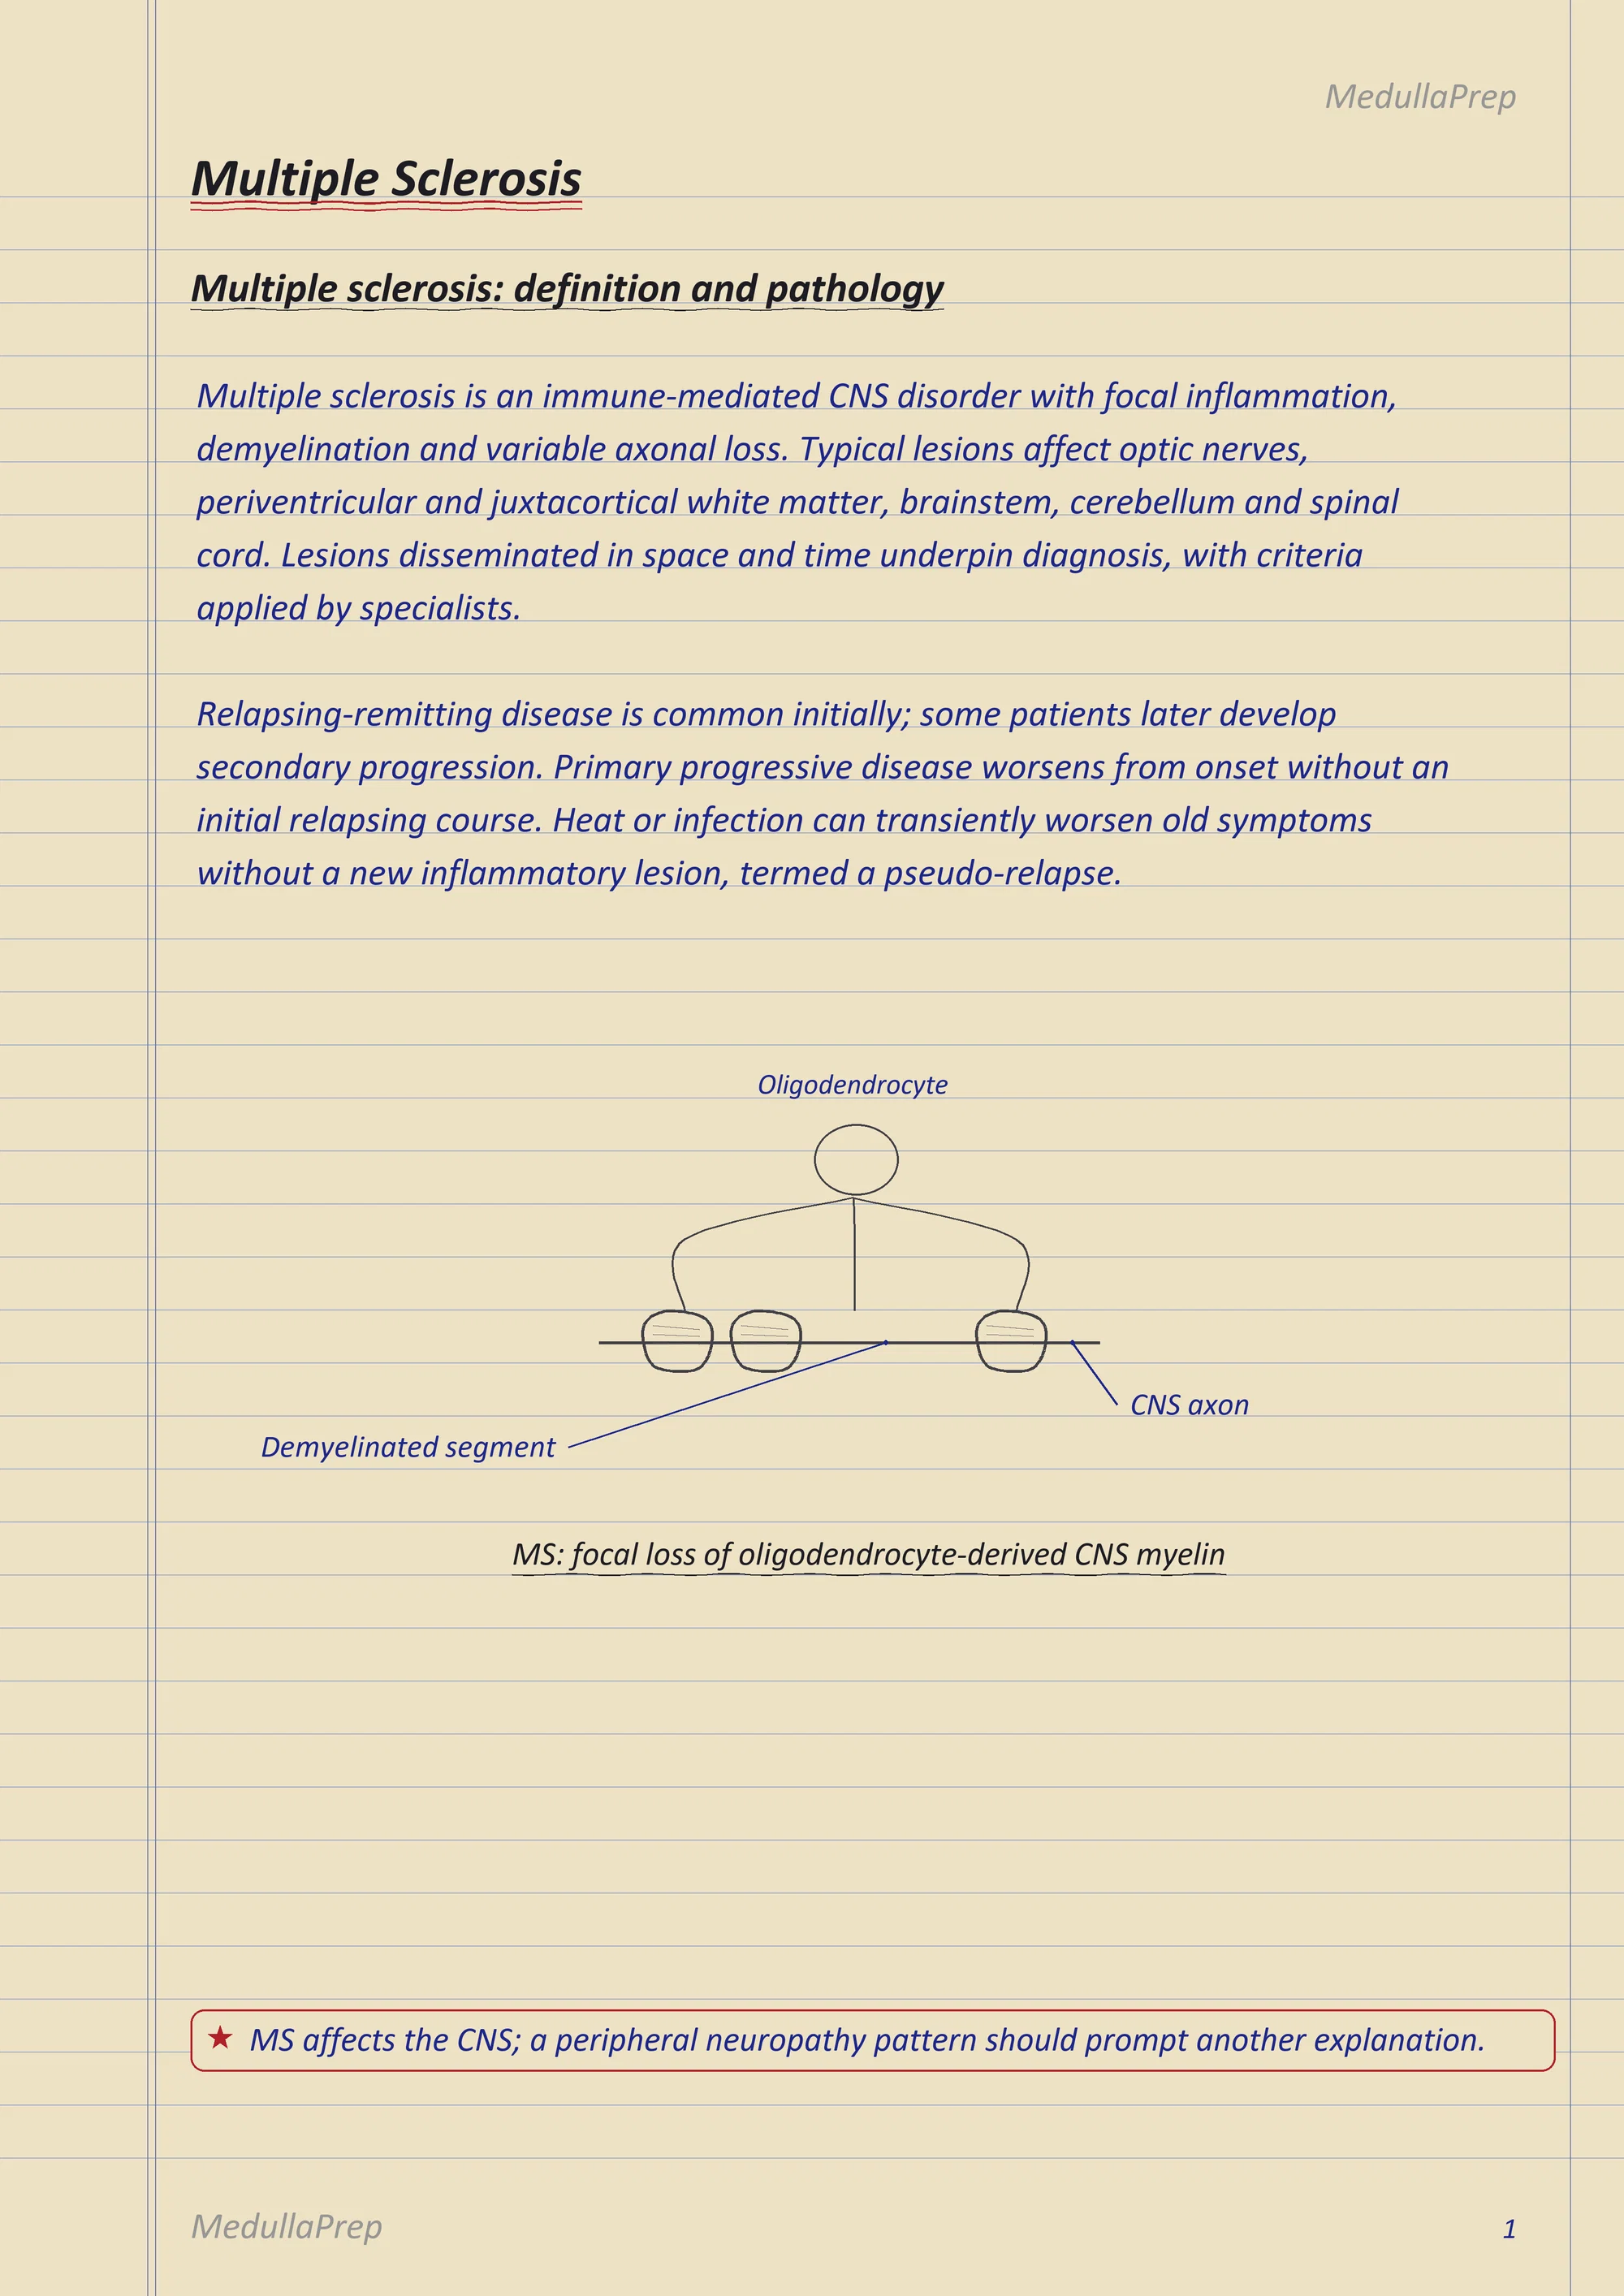 MedullaPrep
Multiple Sclerosis
Multiple sclerosis: definition and pathology
Multiple sclerosis is an immune-mediated CNS disorder with focal inflammation,
demyelination and variable axonal loss. Typical lesions affect optic nerves,
periventricular and juxtacortical white matter, brainstem, cerebellum and spinal
cord. Lesions disseminated in space and time underpin diagnosis, with criteria
applied by specialists.
Relapsing-remitting disease is common initially; some patients later develop
secondary progression. Primary progressive disease worsens from onset without an
initial relapsing course. Heat or infection can transiently worsen old symptoms
without a new inflammatory lesion, termed a pseudo-relapse.
Oligodendrocyte
CNS axon
Demyelinated segment
MS: focal loss of oligodendrocyte-derived CNS myelin
★ MS affects the CNS; a peripheral neuropathy pattern should prompt another explanation.
MedullaPrep
1